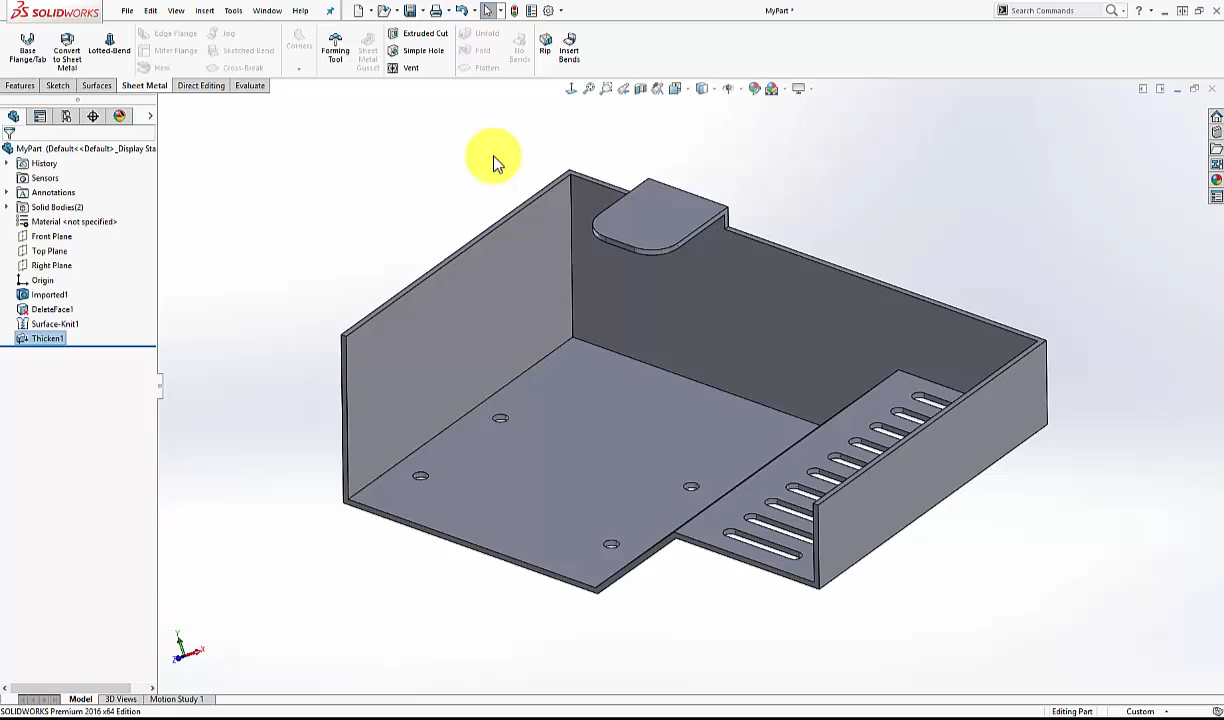 SOLIDWORKS File Edit View Insert Tools Window Help MyPart * Search Commands ?
Base Flange/Tab
Convert to Sheet Metal
Lofted-Bend
Edge Flange
Miter Flange
Hem
Jog
Sketched Bend
Cross-Break
Corners
Forming Tool
Sheet Metal Gusset
Extruded Cut
Simple Hole
Vent
Unfold
Fold
Flatten
No Bends
Rip
Insert Bends
Features Sketch Surfaces Sheet Metal Direct Editing Evaluate
MyPart (Default<<Default>_Display Sta
History
Sensors
Annotations
Solid Bodies(2)
Material <not specified>
Front Plane
Top Plane
Right Plane
Origin
Imported1
DeleteFace1
Surface-Knit1
Thicken1
Y
X
Z
Model 3D Views Motion Study 1
SOLIDWORKS Premium 2016 x64 Edition Editing Part Custom